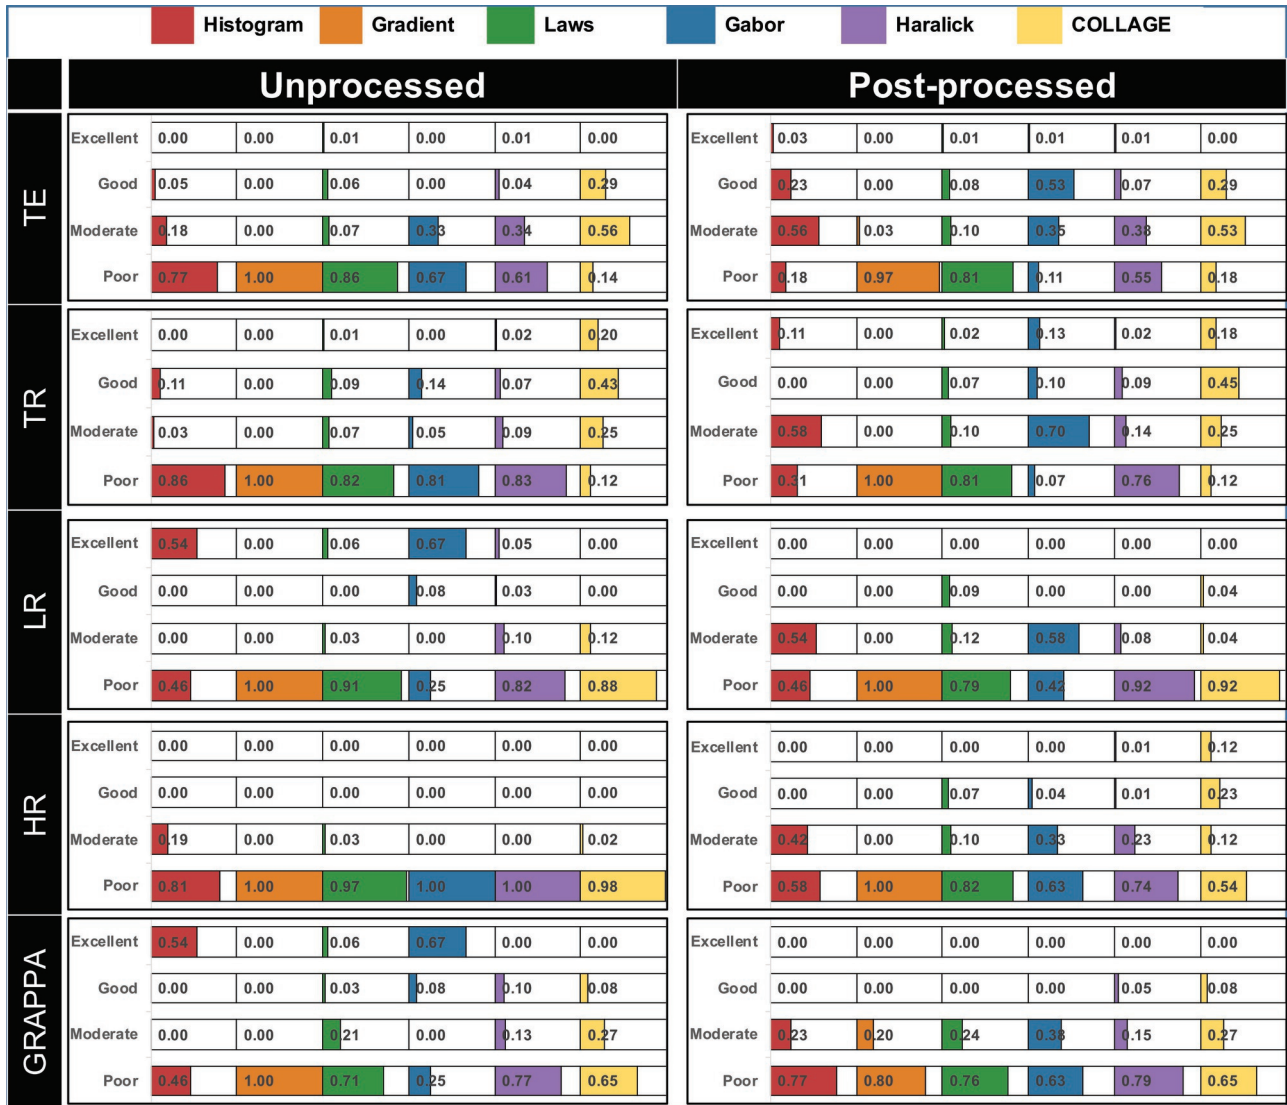 Histogram Gradient Laws Gabor Haralick COLLAGE
Unprocessed Post-processed
TE
Excellent 0.00 0.00 0.01 0.00 0.01 0.00 0.03 0.00 0.01 0.01 0.01 0.00
Good 0.05 0.00 0.06 0.00 0.04 0.29 0.23 0.00 0.08 0.53 0.07 0.29
Moderate 0.18 0.00 0.07 0.33 0.34 0.56 Moderate 0.56 0.03 0.10 0.35 0.38 0.53
Poor 0.77 1.00 0.86 0.67 0.61 0.14 Poor 0.18 0.97 0.81 0.11 0.55 0.18
TR
Excellent 0.00 0.00 0.01 0.00 0.02 0.20 Excellent 0.11 0.00 0.02 0.13 0.02 0.18
Good 0.11 0.00 0.09 0.14 0.07 0.43 Good 0.00 0.00 0.07 0.10 0.09 0.45
Moderate 0.03 0.00 0.07 0.05 0.09 0.25 Moderate 0.58 0.00 0.10 0.70 0.14 0.25
Poor 0.86 1.00 0.82 0.81 0.83 0.12 Poor 0.31 1.00 0.81 0.07 0.76 0.12
LR
Excellent 0.54 0.00 0.06 0.67 0.05 0.00 Excellent 0.00 0.00 0.00 0.00 0.00 0.00
Good 0.00 0.00 0.00 0.08 0.03 0.00 Good 0.00 0.00 0.09 0.00 0.00 0.04
Moderate 0.00 0.00 0.03 0.00 0.10 0.12 Moderate 0.54 0.00 0.12 0.58 0.08 0.04
Poor 0.46 1.00 0.91 0.25 0.82 0.88 Poor 0.46 1.00 0.79 0.42 0.92 0.92
HR
Excellent 0.00 0.00 0.00 0.00 0.00 0.00 Excellent 0.00 0.00 0.00 0.00 0.01 0.12
Good 0.00 0.00 0.00 0.00 0.00 0.00 Good 0.00 0.00 0.07 0.04 0.01 0.23
Moderate 0.19 0.00 0.03 0.00 0.00 0.02 Moderate 0.42 0.00 0.10 0.33 0.23 0.12
Poor 0.81 1.00 0.97 1.00 1.00 0.98 Poor 0.58 1.00 0.82 0.63 0.74 0.54
GRAPPA
Excellent 0.54 0.00 0.06 0.67 0.00 0.00 Excellent 0.00 0.00 0.00 0.00 0.00 0.00
Good 0.00 0.00 0.03 0.08 0.10 0.08 Good 0.00 0.00 0.00 0.00 0.05 0.08
Moderate 0.00 0.00 0.21 0.00 0.13 0.27 Moderate 0.23 0.20 0.24 0.38 0.15 0.27
Poor 0.46 1.00 0.71 0.25 0.77 0.65 Poor 0.77 0.80 0.76 0.63 0.79 0.65